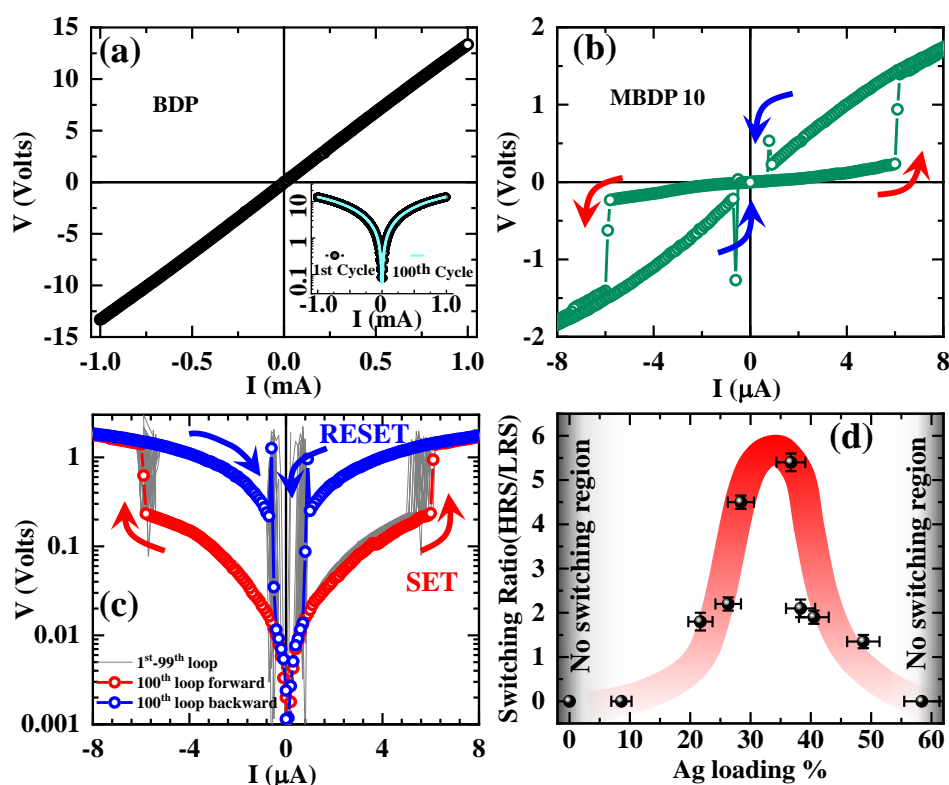 (a)
BDP
V (Volts)
15
10
5
0
-5
-10
-15
-1.0
-0.5
0.0
0.5
1.0
I (mA)
10
1
0.1
1st Cycle
100th Cycle
-1.0
0
1.0
I (mA)
(b)
MBDP 10
V (Volts)
2
1
0
-1
-2
-8
-4
0
4
8
I (μA)
RESET
SET
(c)
V (Volts)
1
0.1
0.01
0.001
1st-99th loop
100th loop forward
100th loop backward
-8
-4
0
4
8
I (μA)
(d)
Switching Ratio(HRS/LRS)
6
5
4
3
2
1
0
No switching region
No switching region
0
10
20
30
40
50
60
Ag loading %